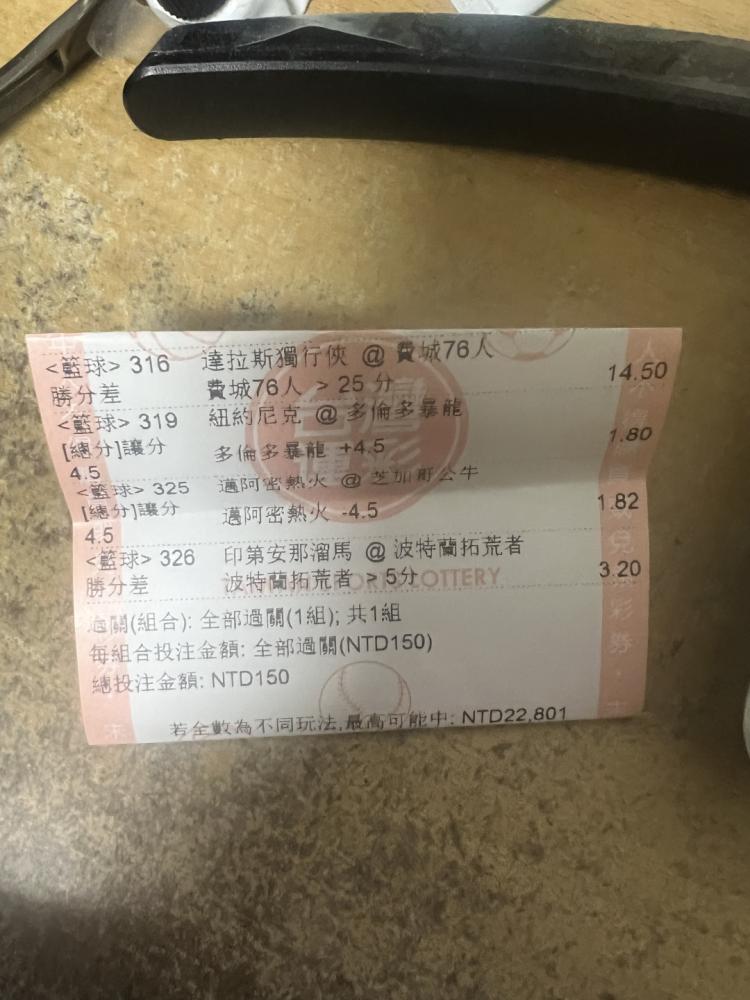 <籃球> 316 達拉斯獨行俠 @ 費城76人
勝分差 費城76人 > 25 分 14.50
<籃球> 319 紐約尼克 @ 多倫多暴龍
[總分]讓分 多倫多暴龍 +4.5 1.80
4.5
<籃球> 325 邁阿密熱火 @ 芝加哥公牛
[總分]讓分 邁阿密熱火 -4.5 1.82
4.5
<籃球> 326 印第安那溜馬 @ 波特蘭拓荒者
勝分差 波特蘭拓荒者 > 5分 3.20
LOTTERY
過關(組合): 全部過關(1組); 共1組
每組合投注金額: 全部過關(NTD150)
總投注金額: NTD150
若全數為不同玩法,最高可能中: NTD22,801